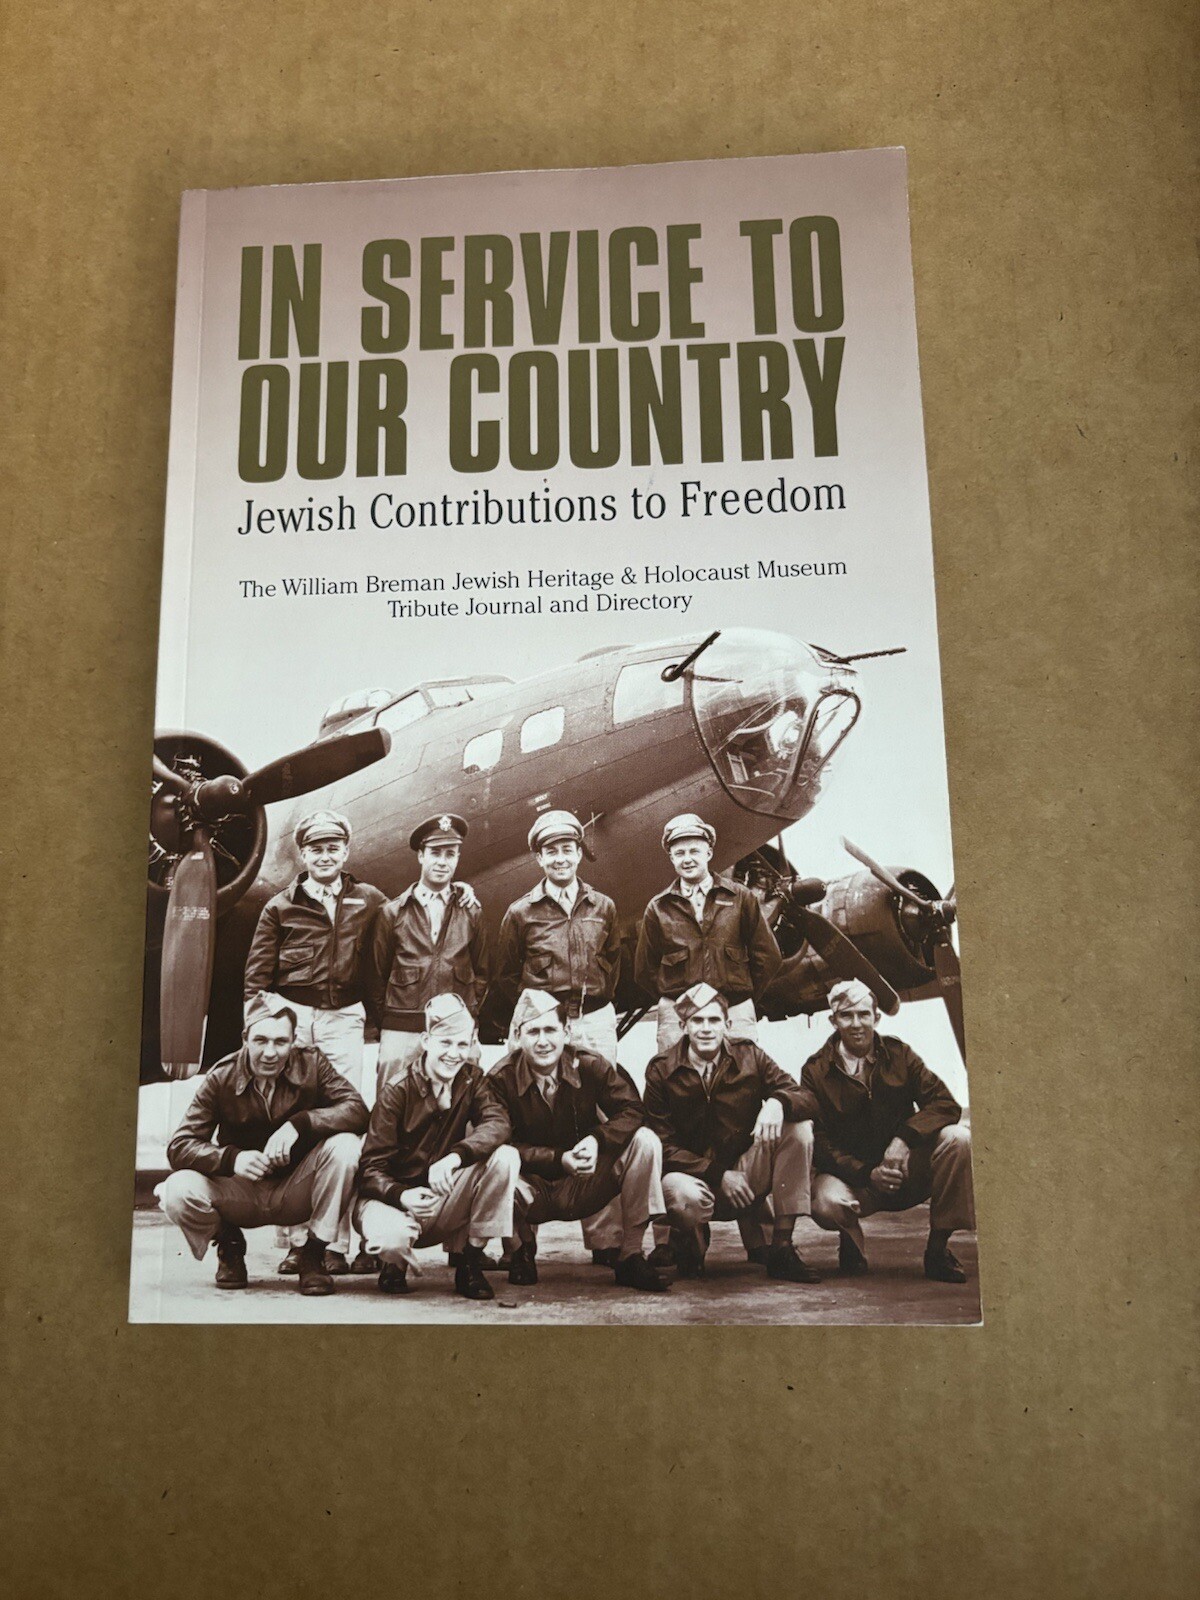 IN SERVICE TO
OUR COUNTRY
Jewish Contributions to Freedom
The William Breman Jewish Heritage & Holocaust Museum
Tribute Journal and Directory